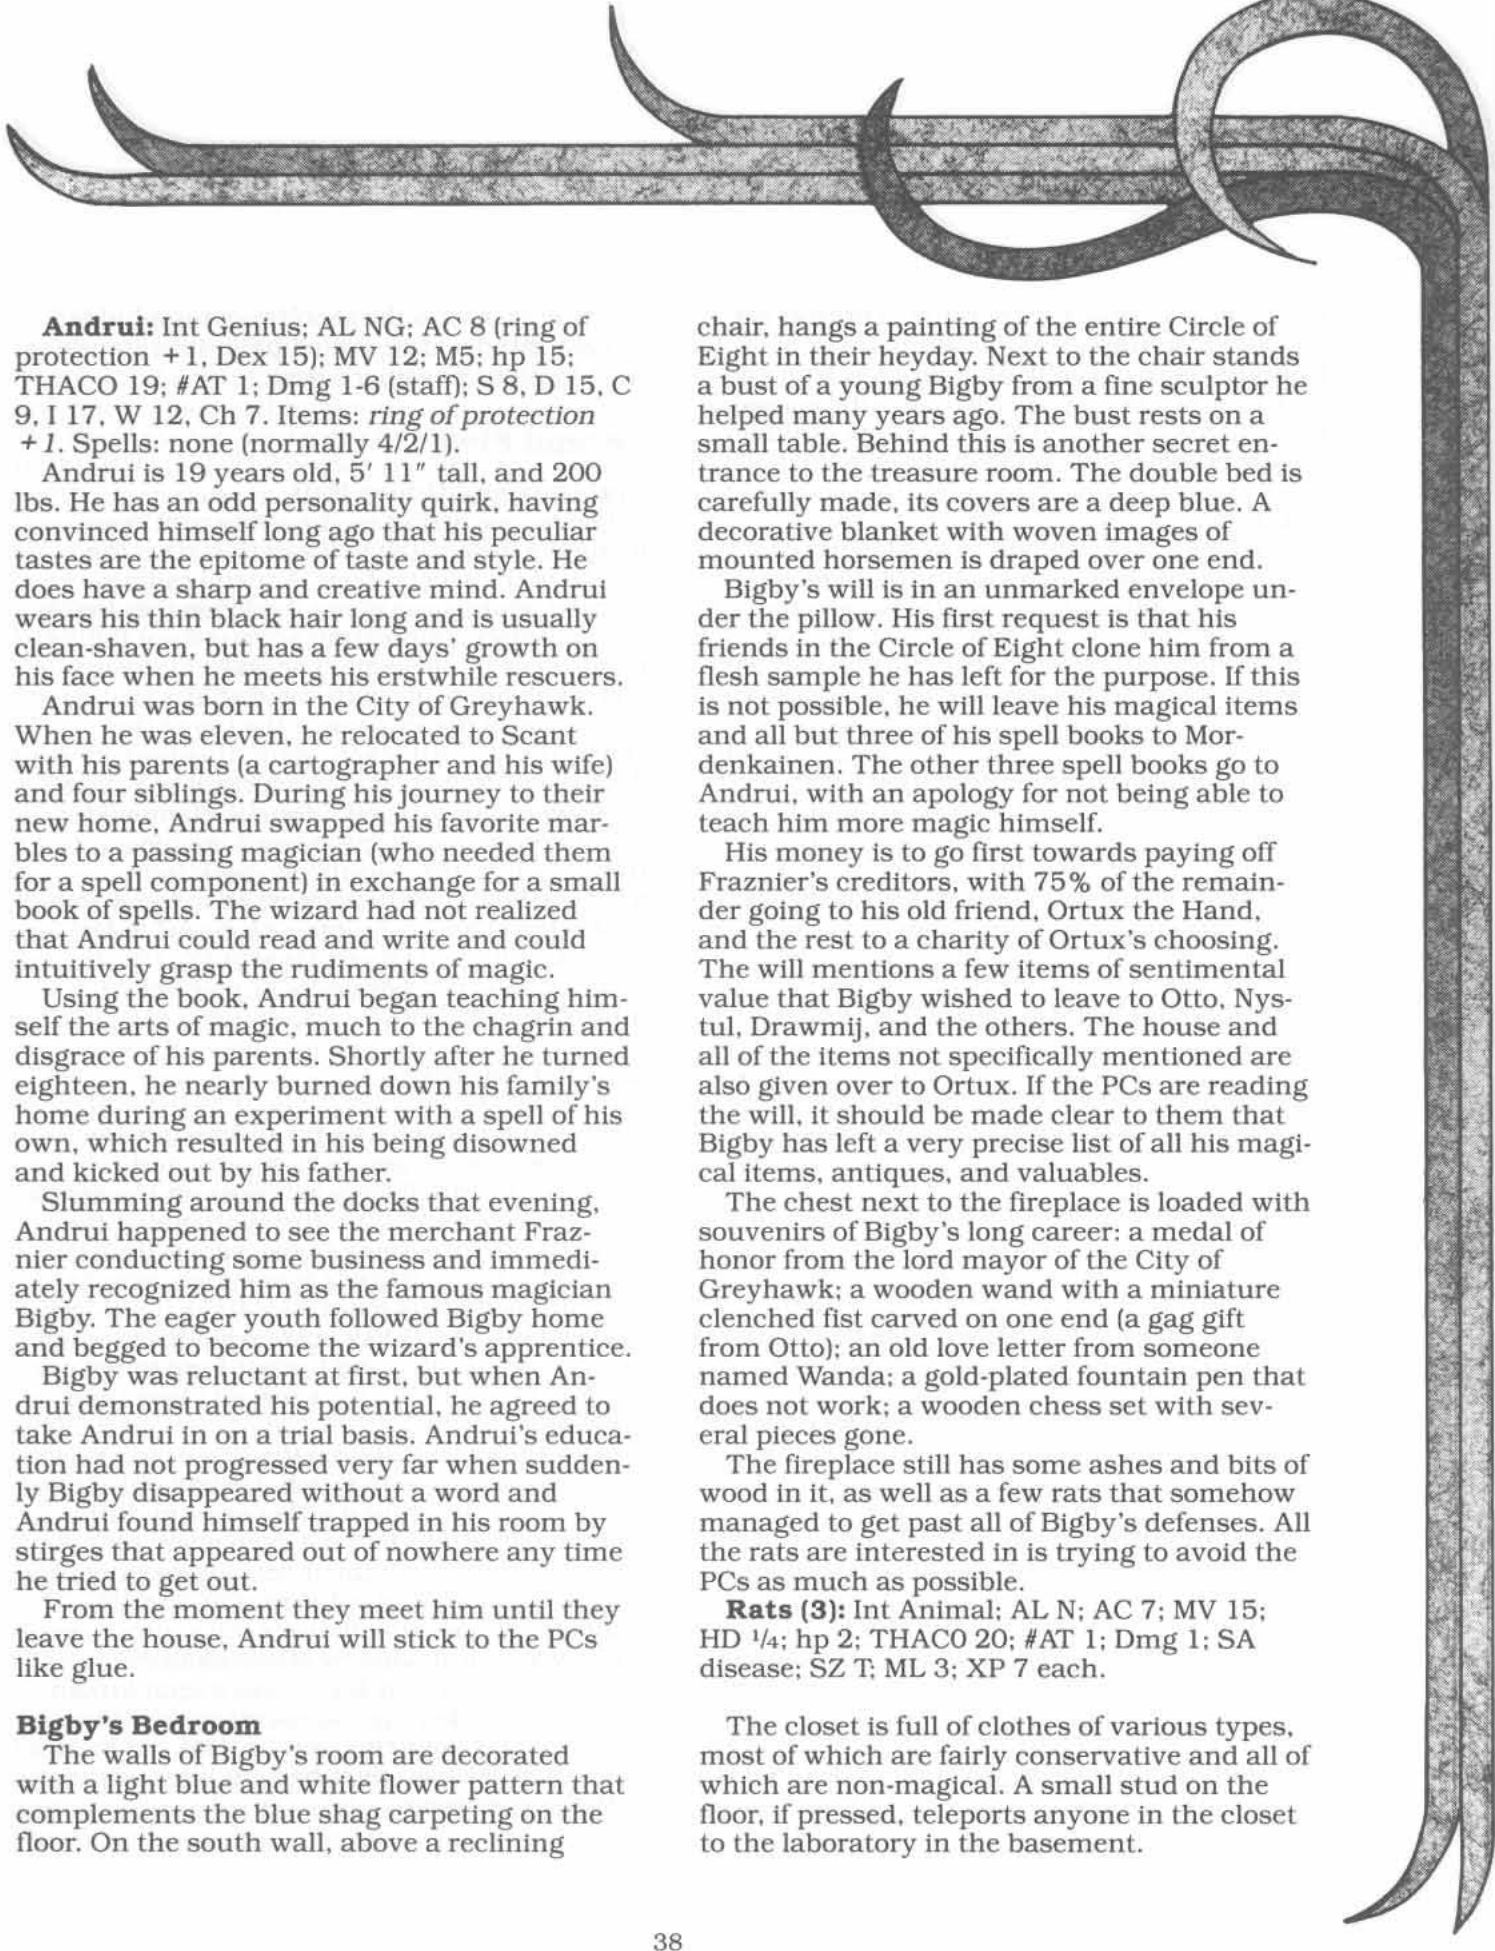 Andrui: Int Genius; AL NG; AC 8 (ring of
protection +1, Dex 15); MV 12; M5; hp 15;
THACO 19; #AT 1; Dmg 1-6 (staff); S 8, D 15, C
9, I 17, W 12, Ch 7. Items: ring of protection
+1. Spells: none (normally 4/2/1).
Andrui is 19 years old, 5' 11" tall, and 200
lbs. He has an odd personality quirk, having
convinced himself long ago that his peculiar
tastes are the epitome of taste and style. He
does have a sharp and creative mind. Andrui
wears his thin black hair long and is usually
clean-shaven, but has a few days' growth on
his face when he meets his erstwhile rescuers.
Andrui was born in the City of Greyhawk.
When he was eleven, he relocated to Scant
with his parents (a cartographer and his wife)
and four siblings. During his journey to their
new home, Andrui swapped his favorite mar-
bles to a passing magician (who needed them
for a spell component) in exchange for a small
book of spells. The wizard had not realized
that Andrui could read and write and could
intuitively grasp the rudiments of magic.
Using the book, Andrui began teaching him-
self the arts of magic, much to the chagrin and
disgrace of his parents. Shortly after he turned
eighteen, he nearly burned down his family's
home during an experiment with a spell of his
own, which resulted in his being disowned
and kicked out by his father.
Slumming around the docks that evening,
Andrui happened to see the merchant Fraz-
nier conducting some business and immedi-
ately recognized him as the famous magician
Bigby. The eager youth followed Bigby home
and begged to become the wizard's apprentice.
Bigby was reluctant at first, but when An-
drui demonstrated his potential, he agreed to
take Andrui in on a trial basis. Andrui's educa-
tion had not progressed very far when sudden-
ly Bigby disappeared without a word and
Andrui found himself trapped in his room by
stirges that appeared out of nowhere any time
he tried to get out.
From the moment they meet him until they
leave the house, Andrui will stick to the PCs
like glue.
Bigby's Bedroom
The walls of Bigby's room are decorated
with a light blue and white flower pattern that
complements the blue shag carpeting on the
floor. On the south wall, above a reclining
chair, hangs a painting of the entire Circle of
Eight in their heyday. Next to the chair stands
a bust of a young Bigby from a fine sculptor he
helped many years ago. The bust rests on a
small table. Behind this is another secret en-
trance to the treasure room. The double bed is
carefully made, its covers are a deep blue. A
decorative blanket with woven images of
mounted horsemen is draped over one end.
Bigby's will is in an unmarked envelope un-
der the pillow. His first request is that his
friends in the Circle of Eight clone him from a
flesh sample he has left for the purpose. If this
is not possible, he will leave his magical items
and all but three of his spell books to Mor-
denkainen. The other three spell books go to
Andrui, with an apology for not being able to
teach him more magic himself.
His money is to go first towards paying off
Fraznier's creditors, with 75% of the remain-
der going to his old friend, Ortux the Hand,
and the rest to a charity of Ortux's choosing.
The will mentions a few items of sentimental
value that Bigby wished to leave to Otto, Nys-
tul, Drawmij, and the others. The house and
all of the items not specifically mentioned are
also given over to Ortux. If the PCs are reading
the will, it should be made clear to them that
Bigby has left a very precise list of all his magi-
cal items, antiques, and valuables.
The chest next to the fireplace is loaded with
souvenirs of Bigby's long career: a medal of
honor from the lord mayor of the City of
Greyhawk; a wooden wand with a miniature
clenched fist carved on one end (a gag gift
from Otto); an old love letter from someone
named Wanda; a gold-plated fountain pen that
does not work; a wooden chess set with sev-
eral pieces gone.
The fireplace still has some ashes and bits of
wood in it, as well as a few rats that somehow
managed to get past all of Bigby's defenses. All
the rats are interested in is trying to avoid the
PCs as much as possible.
Rats (3): Int Animal; AL N; AC 7; MV 15;
HD ¼; hp 2; THACO 20; #AT 1; Dmg 1; SA
disease; SZ T; ML 3; XP 7 each.
The closet is full of clothes of various types,
most of which are fairly conservative and all of
which are non-magical. A small stud on the
floor, if pressed, teleports anyone in the closet
to the laboratory in the basement.
38